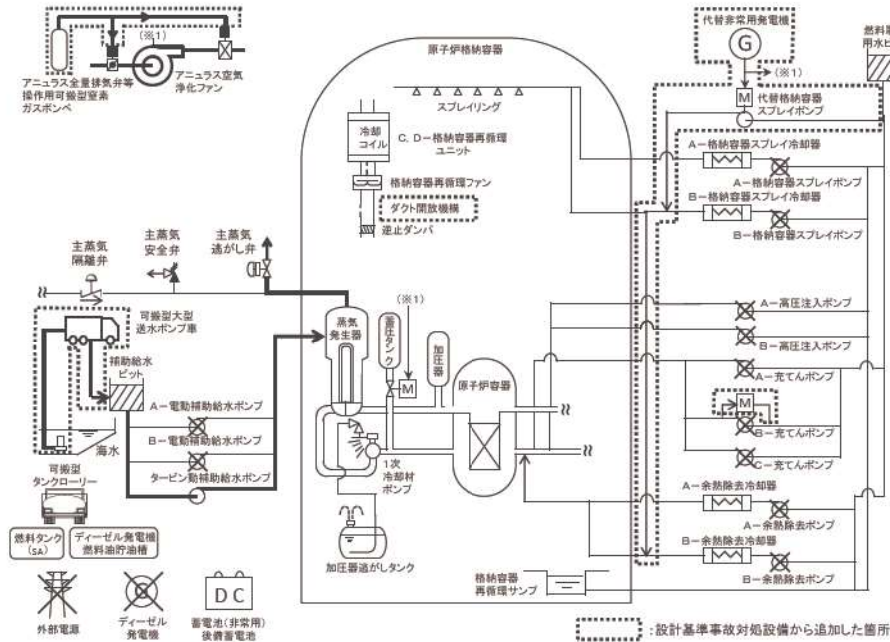 (※1)
アニュラス空気
浄化ファン
アニュラス全量排気弁等
操作用可搬型窒素
ガスボンベ
原子炉格納容器
スプレイリング
冷却
コイル
C, D－格納容器再循環
ユニット
格納容器再循環ファン
ダクト開放機構
逆止ダンパ
代替非常用発電機
G
(※1)
M
代替格納容器
スプレイポンプ
A－格納容器スプレイ冷却器
A－格納容器スプレイポンプ
B－格納容器スプレイ冷却器
B－格納容器スプレイポンプ
主蒸気
隔離弁
主蒸気
安全弁
主蒸気
逃がし弁
可搬型大型
送水ポンプ車
補助給水
ピット
海水
A－電動補助給水ポンプ
B－電動補助給水ポンプ
タービン動補助給水ポンプ
蒸気
発生器
蓄圧タンク
(※1)
M
加圧器
原子炉容器
1次
冷却材
ポンプ
加圧器逃がしタンク
格納容器
再循環サンプ
A－高圧注入ポンプ
B－高圧注入ポンプ
A－充てんポンプ
M
B－充てんポンプ
C－充てんポンプ
A－余熱除去冷却器
A－余熱除去ポンプ
B－余熱除去冷却器
B－余熱除去ポンプ
可搬型
タンクローリー
燃料タンク
(SA)
ディーゼル発電機
燃料油貯油槽
外部電源
ディーゼル
発電機
DC
蓄電池(非常用)
後備蓄電池
:設計基準事故対処設備から追加した箇所